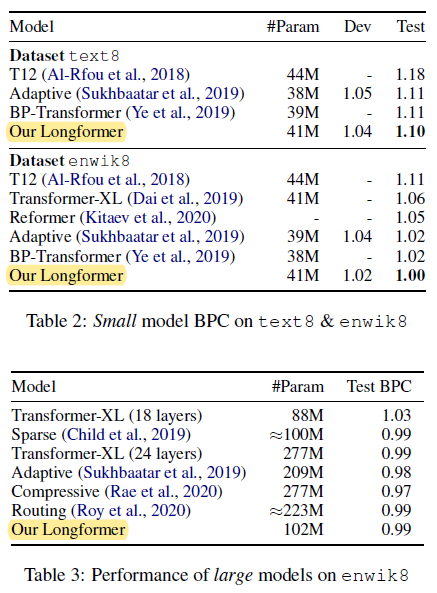 Model #Param Dev Test
Dataset text8
T12 (Al-Rfou et al., 2018) 44M - 1.18
Adaptive (Sukhbaatar et al., 2019) 38M 1.05 1.11
BP-Transformer (Ye et al., 2019) 39M - 1.11
Our Longformer 41M 1.04 1.10
Dataset enwik8
T12 (Al-Rfou et al., 2018) 44M - 1.11
Transformer-XL (Dai et al., 2019) 41M - 1.06
Reformer (Kitaev et al., 2020) - - 1.05
Adaptive (Sukhbaatar et al., 2019) 39M 1.04 1.02
BP-Transformer (Ye et al., 2019) 38M - 1.02
Our Longformer 41M 1.02 1.00
Table 2: Small model BPC on text8 & enwik8
Model #Param Test BPC
Transformer-XL (18 layers) 88M 1.03
Sparse (Child et al., 2019) ≈100M 0.99
Transformer-XL (24 layers) 277M 0.99
Adaptive (Sukhbaatar et al., 2019) 209M 0.98
Compressive (Rae et al., 2020) 277M 0.97
Routing (Roy et al., 2020) ≈223M 0.99
Our Longformer 102M 0.99
Table 3: Performance of large models on enwik8